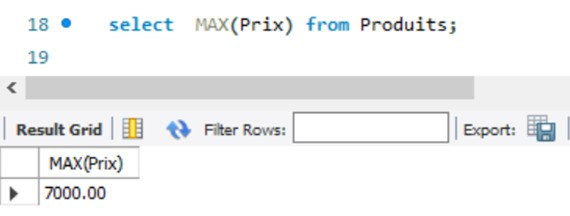 18 select MAX(Prix) from Produits;
19
Result Grid Filter Rows: Export:
MAX(Prix)
7000.00